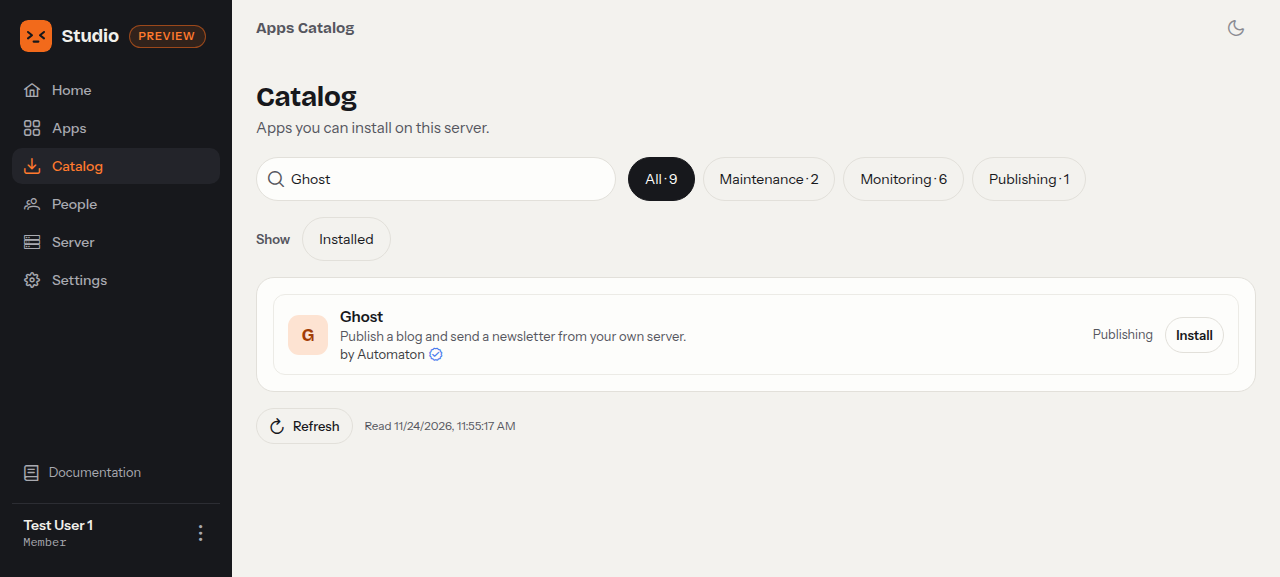 Studio PREVIEW
Home
Apps
Catalog
People
Server
Settings
Documentation
Test User 1
Member
Apps Catalog
Catalog
Apps you can install on this server.
Ghost
All · 9
Maintenance · 2
Monitoring · 6
Publishing · 1
Show
Installed
G
Ghost
Publish a blog and send a newsletter from your own server.
by Automaton
Publishing
Install
Refresh
Read 11/24/2026, 11:55:17 AM